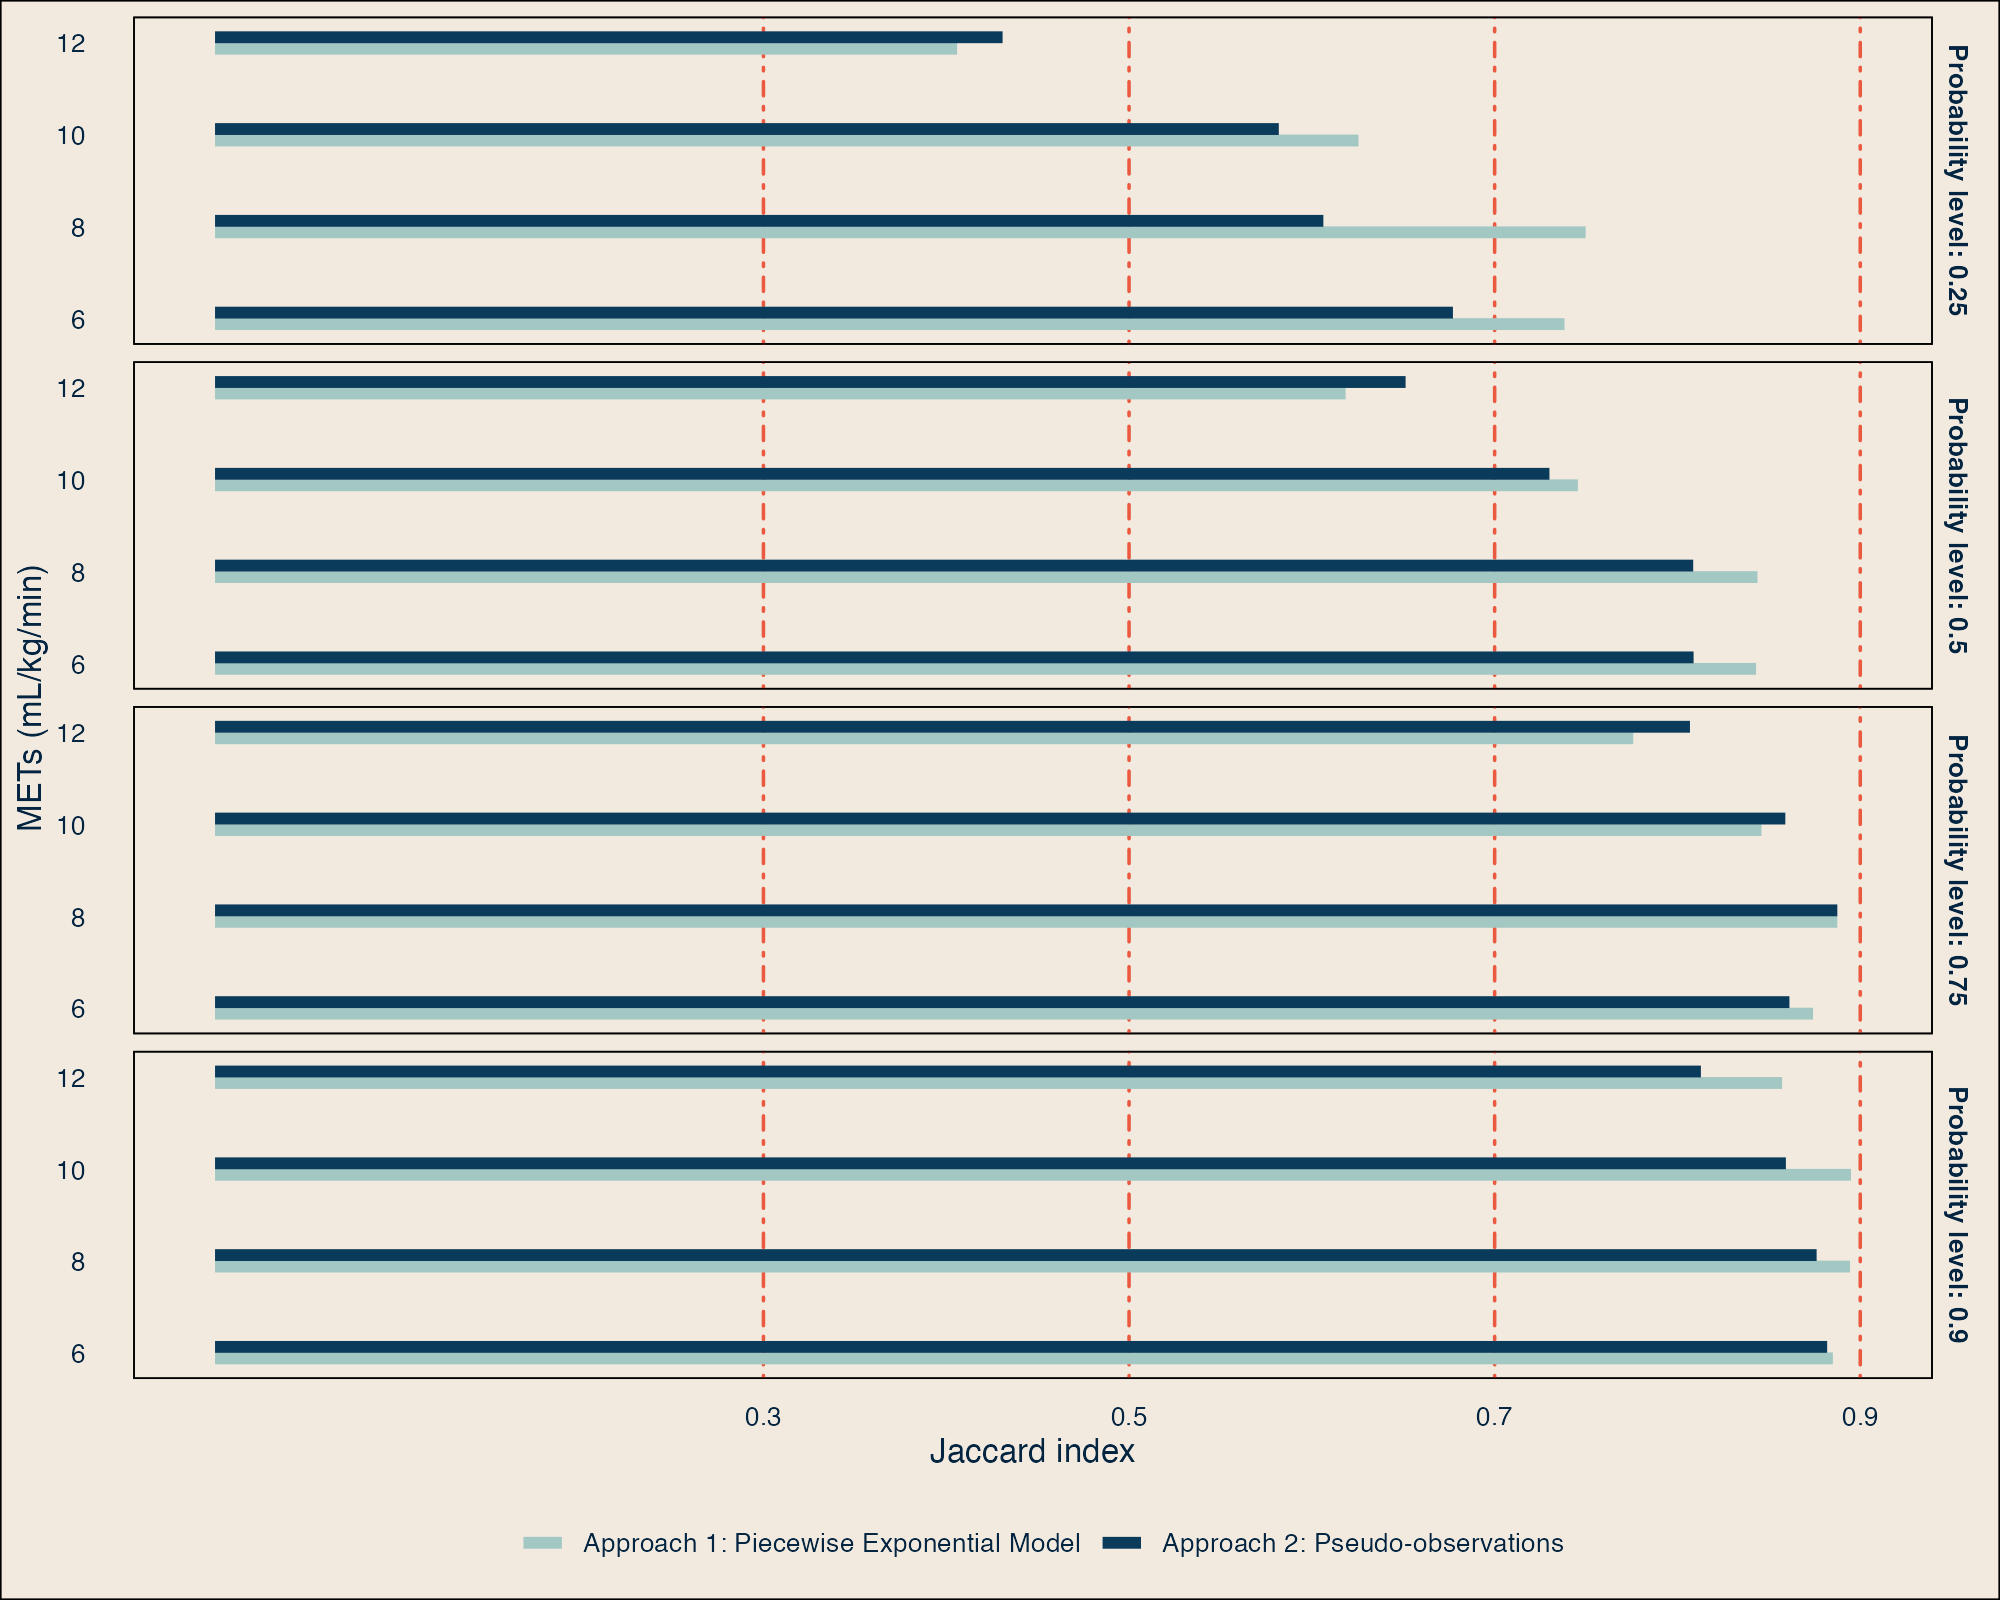 12
10
8
6
Probability level: 0.25
12
10
8
6
Probability level: 0.5
METs (mL/kg/min)
12
10
8
6
Probability level: 0.75
12
10
8
6
Probability level: 0.9
0.3 0.5 0.7 0.9
Jaccard index
Approach 1: Piecewise Exponential Model Approach 2: Pseudo-observations